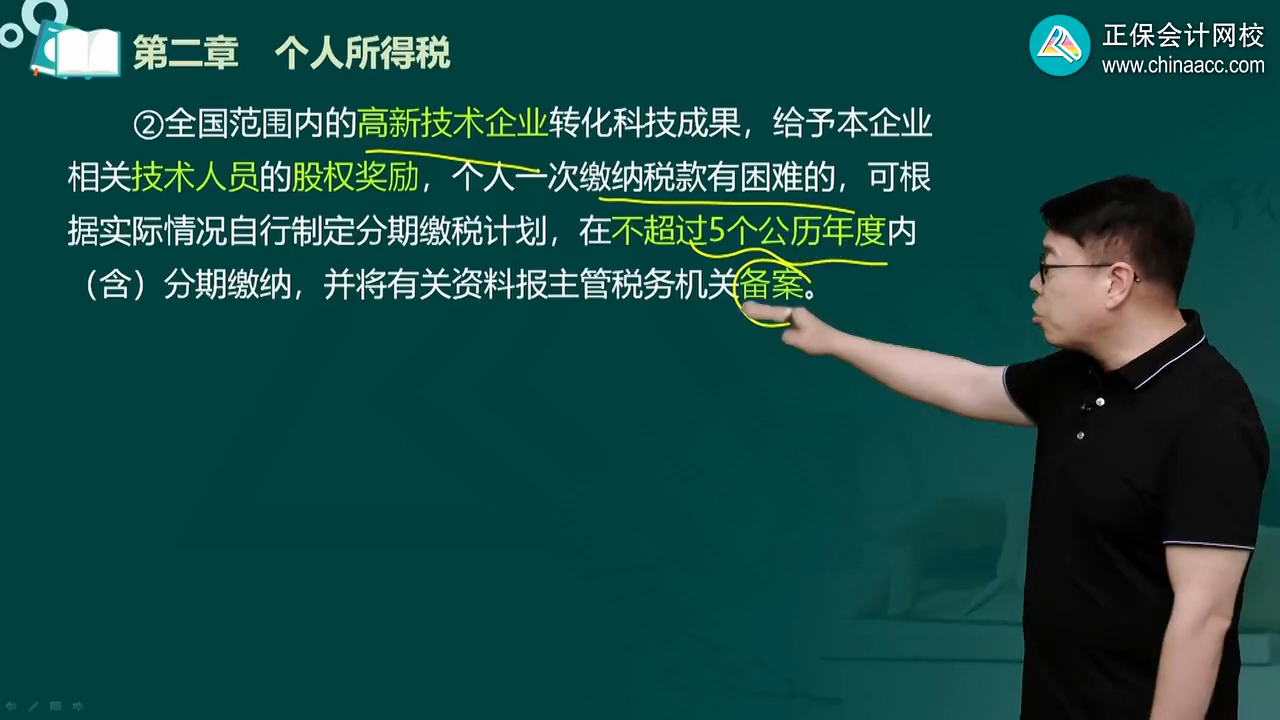 第二章 个人所得税
正保会计网校
www.chinaacc.com
②全国范围内的高新技术企业转化科技成果，给予本企业
相关技术人员的股权奖励，个人一次缴纳税款有困难的，可根
据实际情况自行制定分期缴税计划，在不超过5个公历年度内
（含）分期缴纳，并将有关资料报主管税务机关备案。